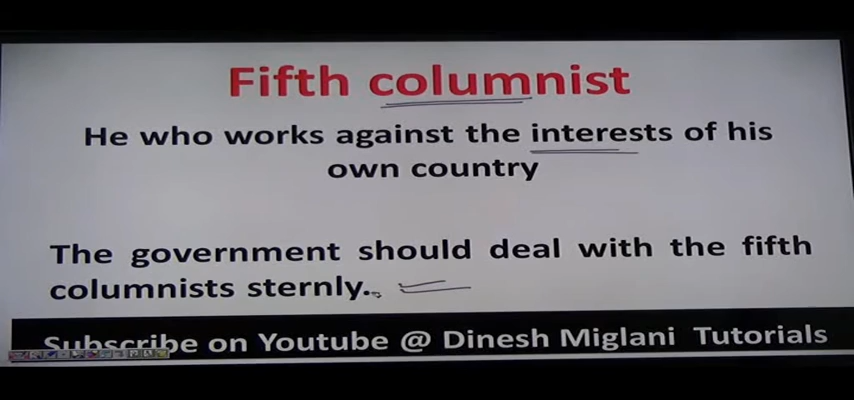 Fifth columnist
He who works against the interests of his
own country
The government should deal with the fifth
columnists sternly.
Subscribe on Youtube @ Dinesh Miglani Tutorials